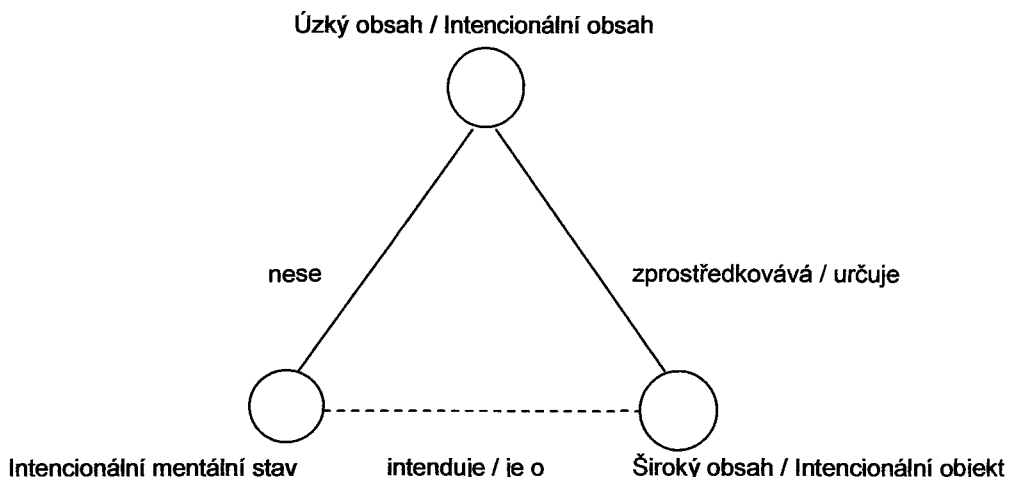 Úzký obsah / Intencionální obsah
nese
zprostředkovává / určuje
Intencionální mentální stav
intenduje / je o
Široký obsah / Intencionální objekt